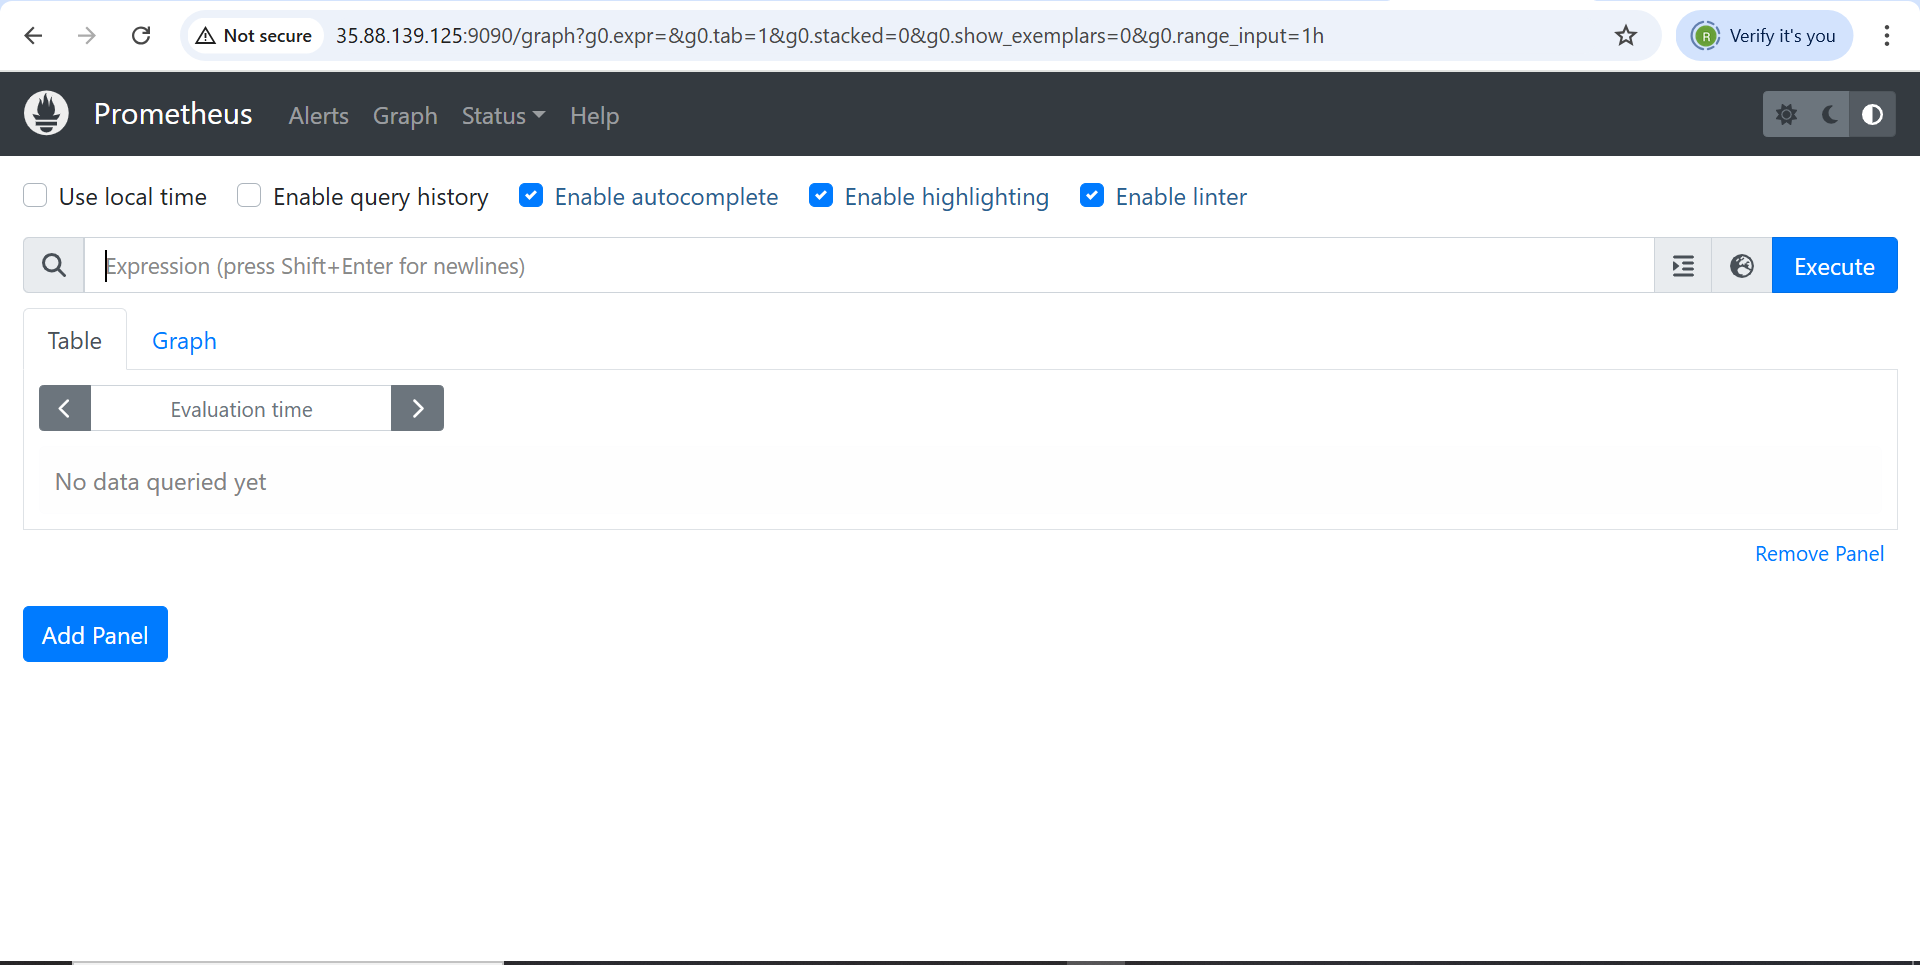 Not secure 35.88.139.125:9090/graph?g0.expr=&g0.tab=1&g0.stacked=0&g0.show_exemplars=0&g0.range_input=1h R Verify it's you
Prometheus Alerts Graph Status Help
Use local time Enable query history Enable autocomplete Enable highlighting Enable linter
Expression (press Shift+Enter for newlines) Execute
Table Graph
Evaluation time
No data queried yet
Remove Panel
Add Panel